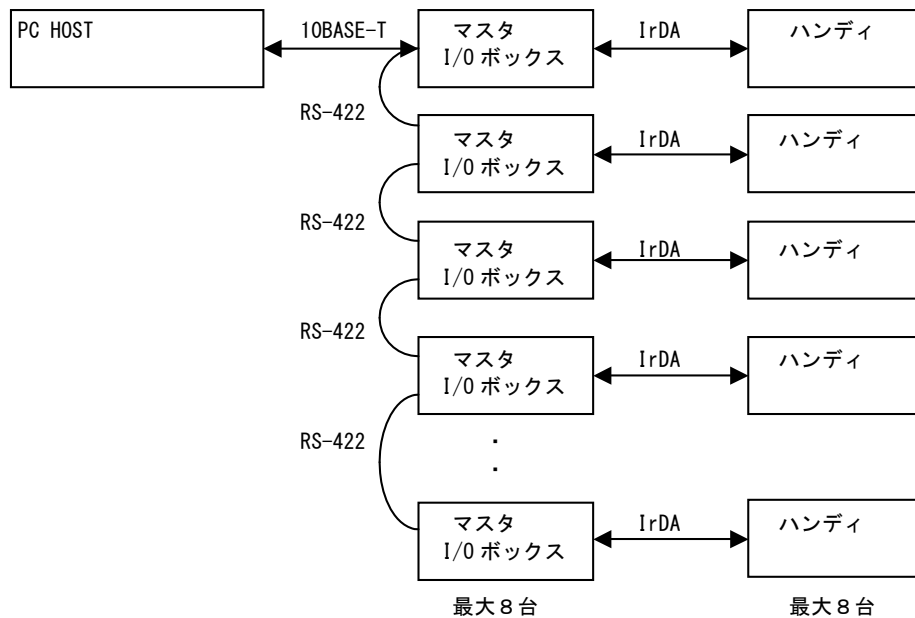 PC HOST
10BASE-T
マスタ
I/O ボックス
IrDA
ハンディ
RS-422
マスタ
I/O ボックス
IrDA
ハンディ
RS-422
マスタ
I/O ボックス
IrDA
ハンディ
RS-422
マスタ
I/O ボックス
IrDA
ハンディ
RS-422
・
・
マスタ
I/O ボックス
IrDA
ハンディ
最大８台
最大８台